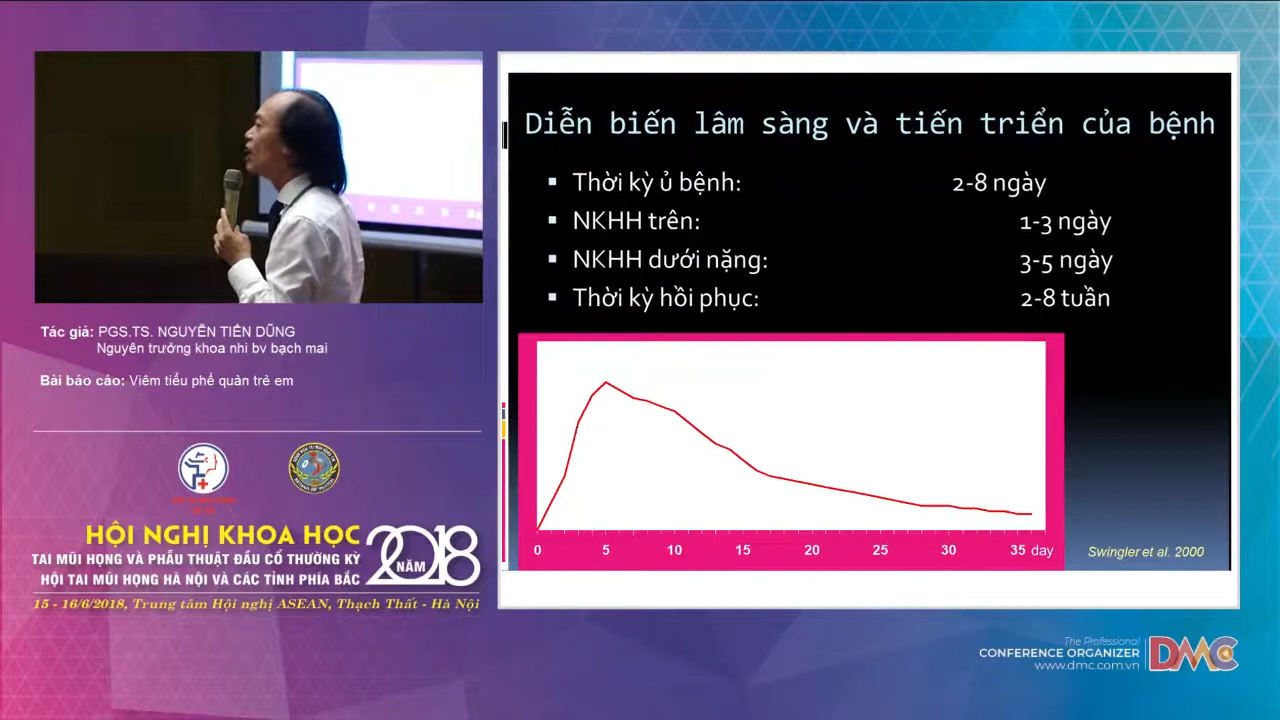 Tác giả: PGS.TS. NGUYỄN TIẾN DŨNG
Nguyên trưởng khoa nhi bv bạch mai
Bài báo cáo: Viêm tiểu phế quản trẻ em
HỘI NGHỊ KHOA HỌC
TAI MŨI HỌNG VÀ PHẪU THUẬT ĐẦU CỔ THƯỜNG KỲ
HỘI TAI MŨI HỌNG HÀ NỘI VÀ CÁC TỈNH PHÍA BẮC
NĂM 2018
15 - 16/6/2018, Trung tâm Hội nghị ASEAN, Thạch Thất - Hà Nội
Diễn biến lâm sàng và tiến triển của bệnh
▪ Thời kỳ ủ bệnh: 2-8 ngày
▪ NKHH trên: 1-3 ngày
▪ NKHH dưới nặng: 3-5 ngày
▪ Thời kỳ hồi phục: 2-8 tuần
0 5 10 15 20 25 30 35 day
Swingler et al. 2000
The Professional
CONFERENCE ORGANIZER
www.dmc.com.vn
DMC